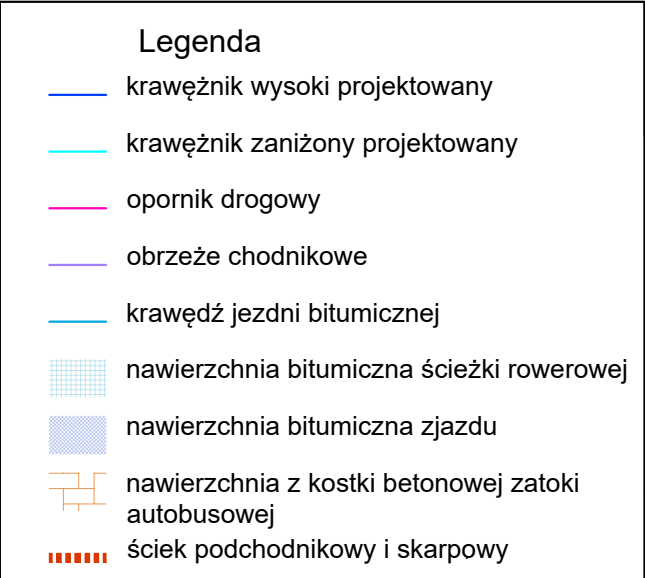 Legenda
krawężnik wysoki projektowany
krawężnik zaniżony projektowany
opornik drogowy
obrzeże chodnikowe
krawędź jezdni bitumicznej
nawierzchnia bitumiczna ścieżki rowerowej
nawierzchnia bitumiczna zjazdu
nawierzchnia z kostki betonowej zatoki
autobusowej
ściek podchodnikowy i skarpowy